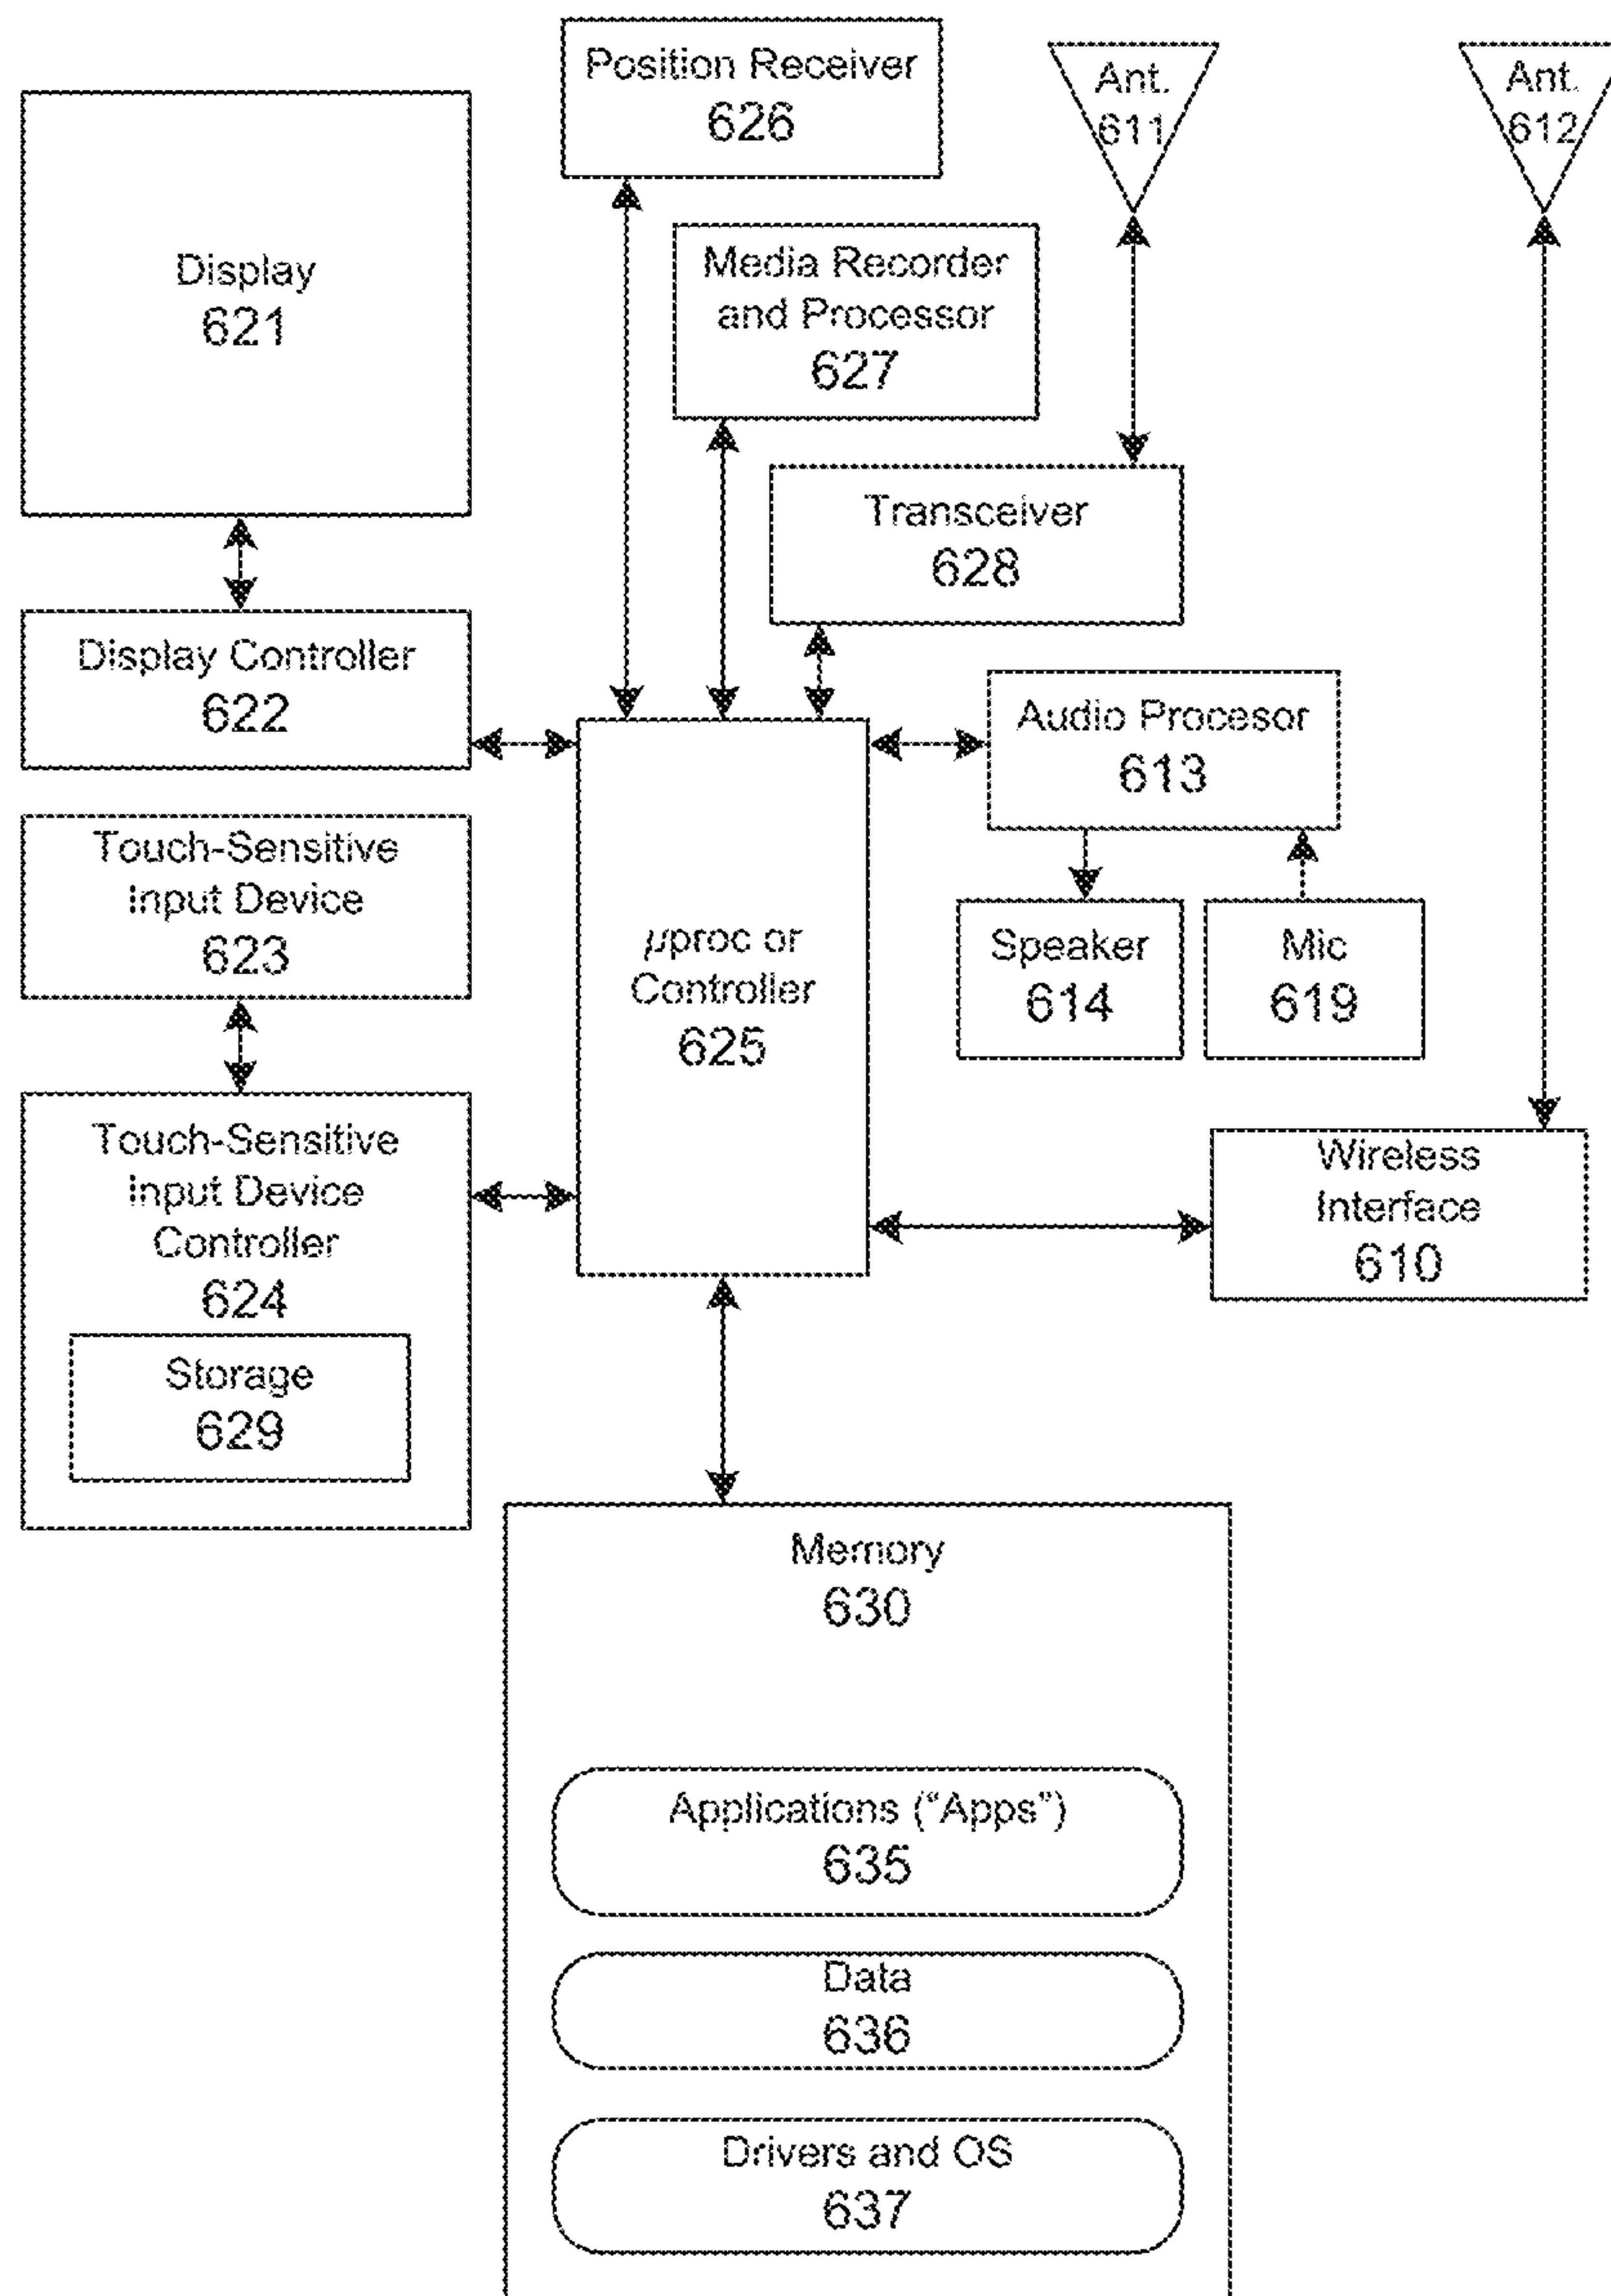 Position Receiver
626
Ant.
611
Ant.
612
Display
621
Media Recorder
and Processor
627
Transceiver
628
Display Controller
622
Audio Procesor
613
Touch-Sensitive
Input Device
623
µproc or
Controller
625
Speaker
614
Mic
619
Touch-Sensitive
Input Device
Controller
624
Storage
629
Wireless
Interface
610
Memory
630
Applications (“Apps”)
635
Data
636
Drivers and OS
637